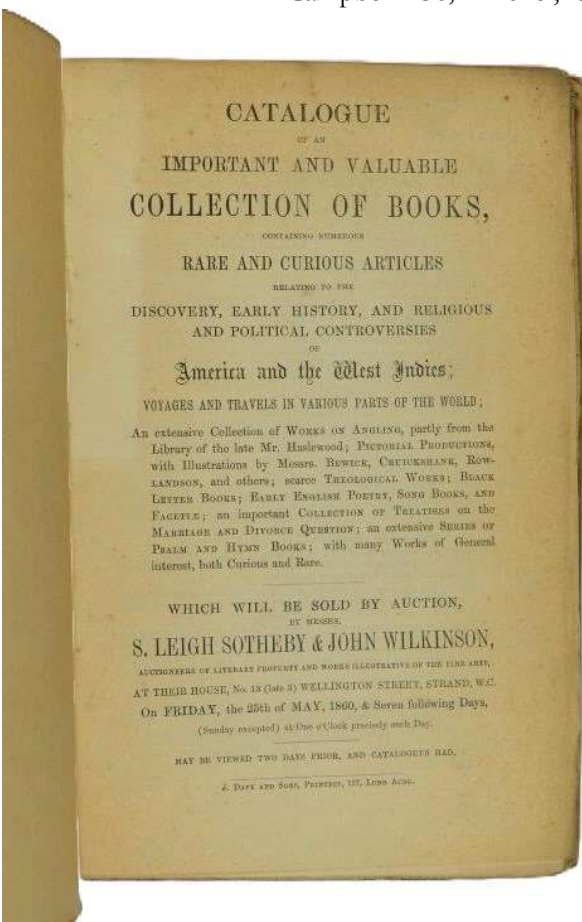 CATALOGUE
OF AN
IMPORTANT AND VALUABLE
COLLECTION OF BOOKS,
CONTAINING NUMEROUS
RARE AND CURIOUS ARTICLES
RELATING TO THE
DISCOVERY, EARLY HISTORY, AND RELIGIOUS
AND POLITICAL CONTROVERSIES
OF
America and the West Indies;
VOYAGES AND TRAVELS IN VARIOUS PARTS OF THE WORLD;
An extensive Collection of WORKS ON ANGLING, partly from the
Library of the late Mr. Haslewood; PICTORIAL PRODUCTIONS,
with Illustrations by Messrs. BEWICK, CRUICKSHANK, ROW-
LANDSON, and others; scarce THEOLOGICAL WORKS; BLACK
LETTER BOOKS; EARLY ENGLISH POETRY, SONG BOOKS, AND
FACETIÆ; an important COLLECTION OF TREATISES on the
MARRIAGE AND DIVORCE QUESTION; an extensive SERIES OF
PSALM AND HYMN BOOKS; with many Works of General
interest, both Curious and Rare.
WHICH WILL BE SOLD BY AUCTION,
BY MESSRS.
S. LEIGH SOTHEBY & JOHN WILKINSON,
AUCTIONEERS OF LITERARY PROPERTY AND WORKS ILLUSTRATIVE OF THE FINE ARTS,
AT THEIR HOUSE, No. 13 (late 3) WELLINGTON STREET, STRAND, W.C.
On FRIDAY, the 25th of MAY, 1860, & Seven following Days,
(Sunday excepted) at One o'Clock precisely each Day.
MAY BE VIEWED TWO DAYS PRIOR, AND CATALOGUES HAD.
J. DAVY AND SONS, PRINTERS, 137, LONG ACRE.